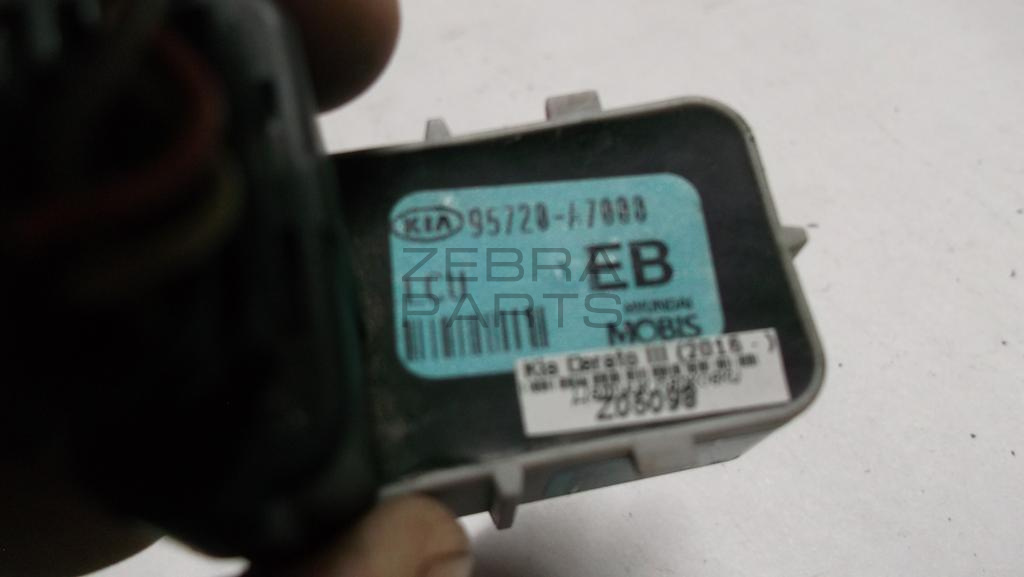 KIA 95720-A7000
ZEBRA
PARTS
EB
HYUNDAI
MOBIS
Kia Cerato III (2016 - )
Z06098